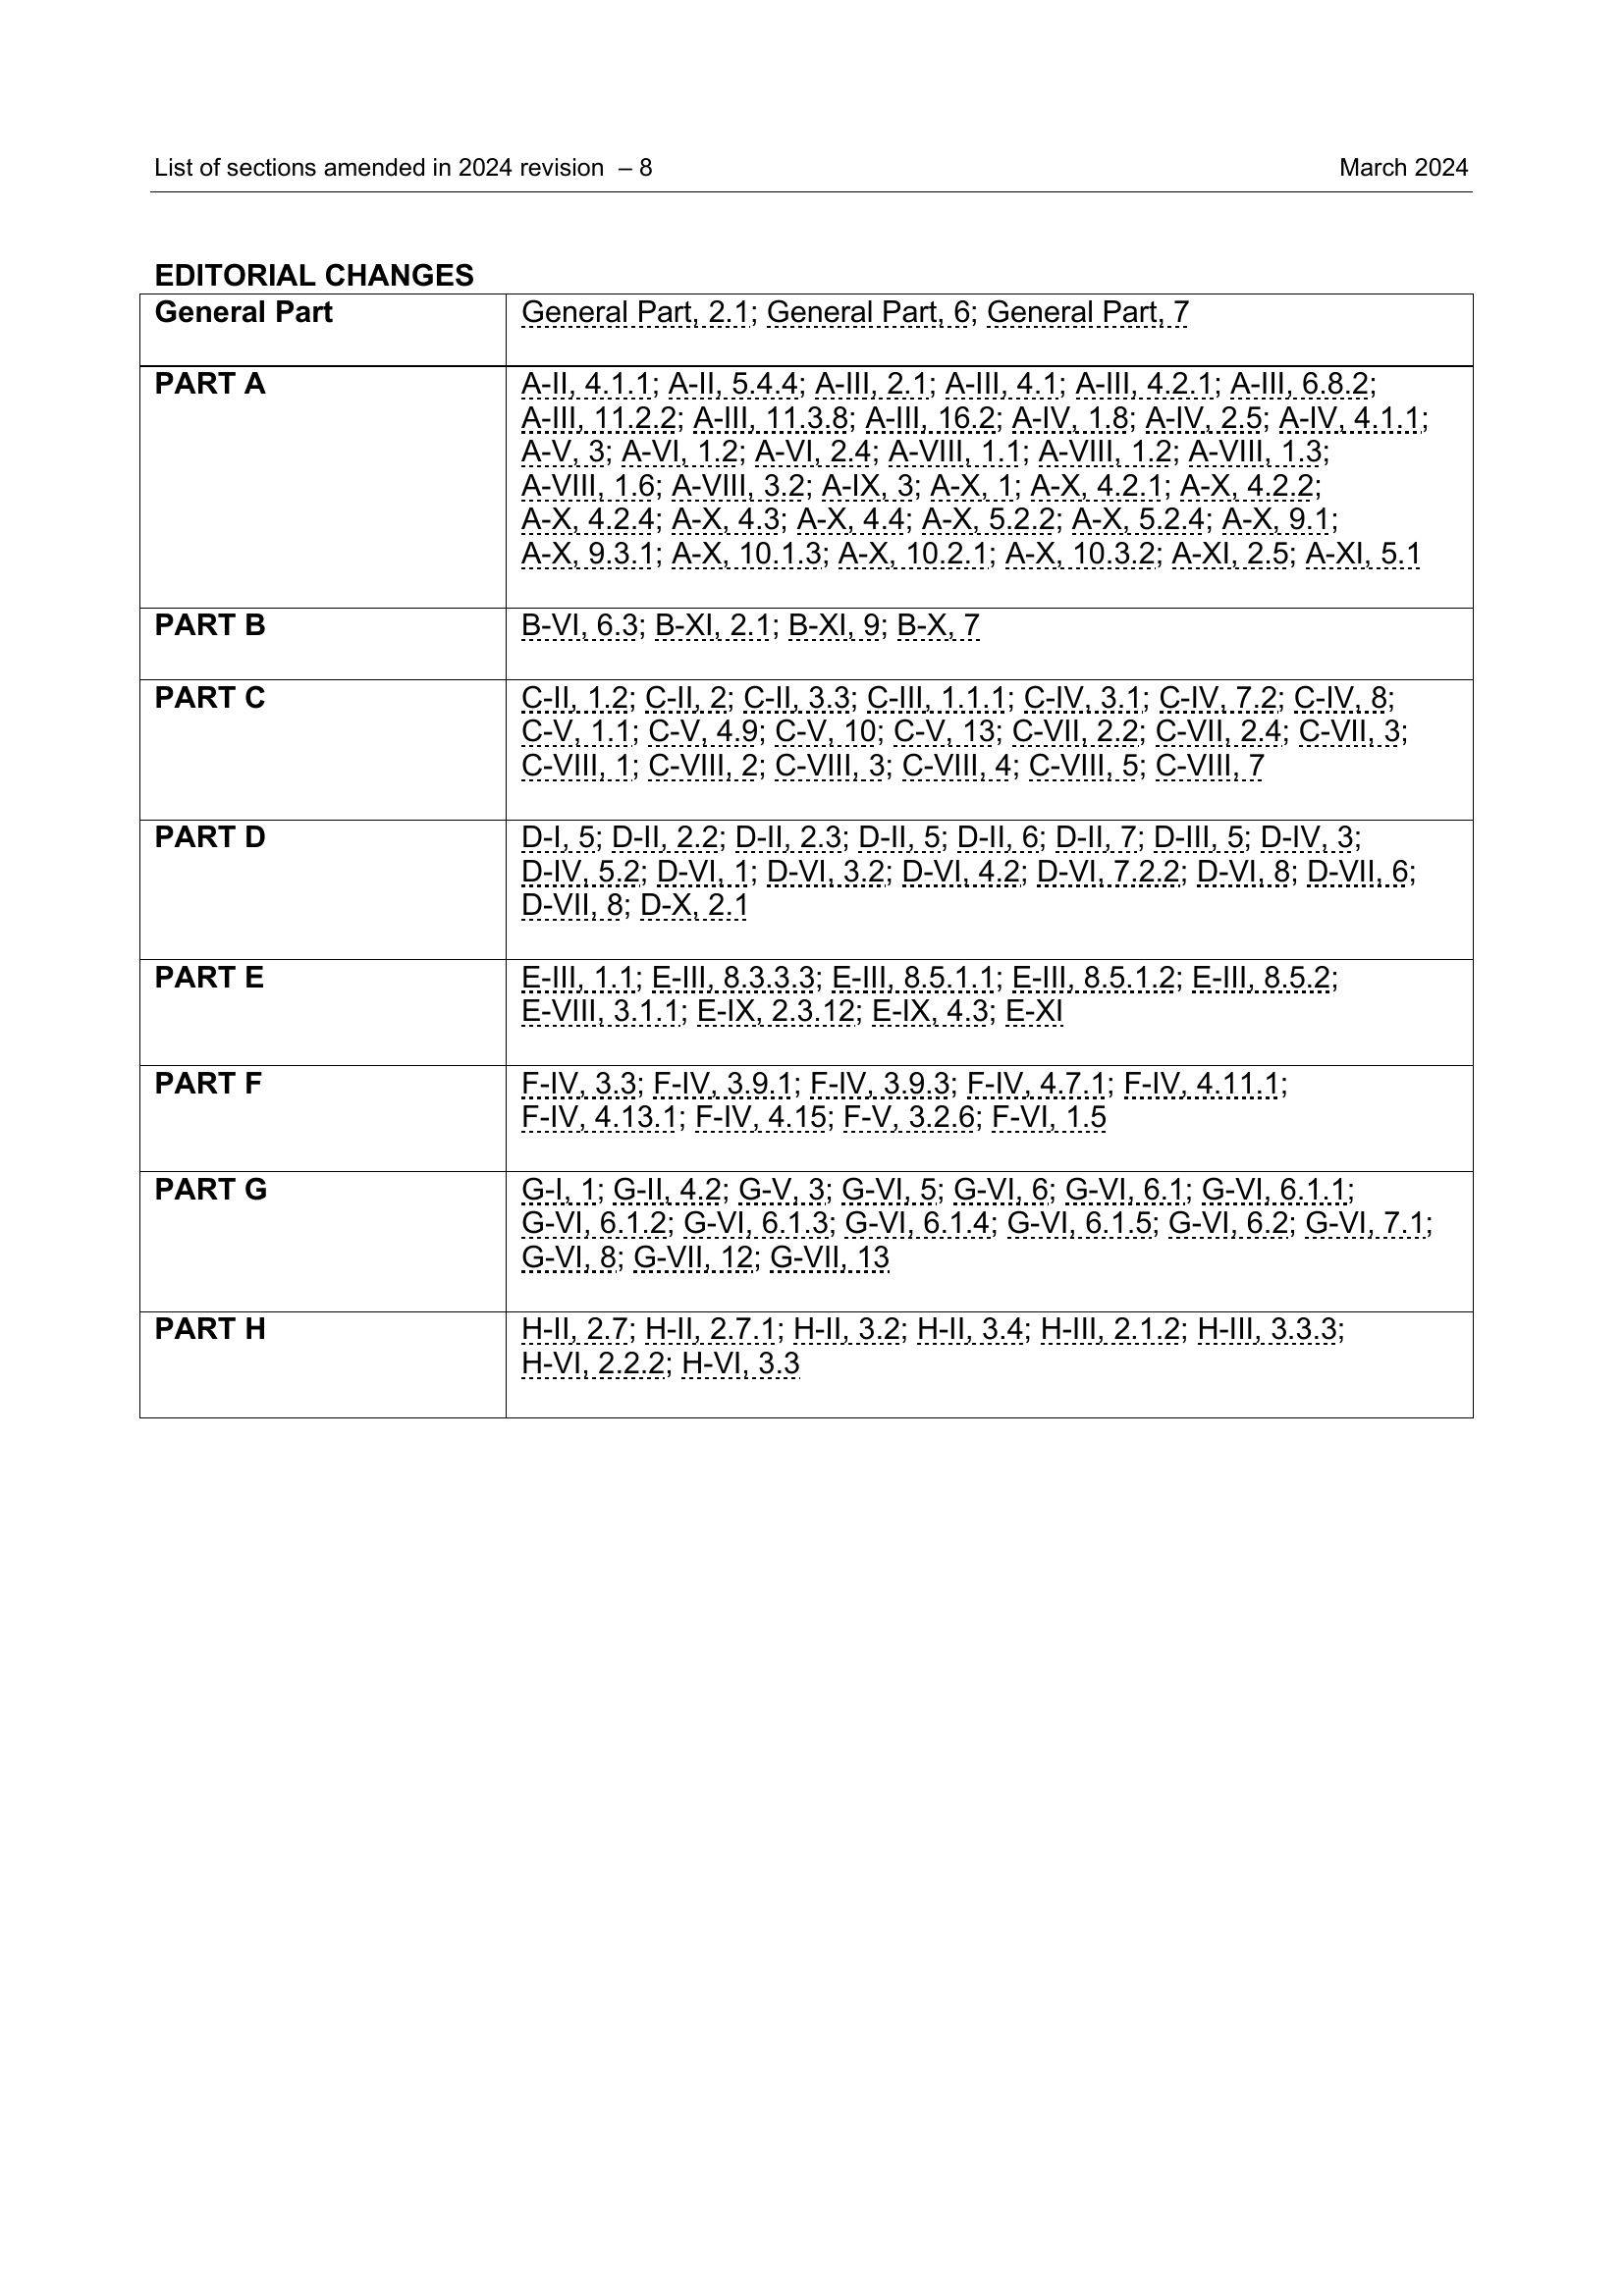 List of sections amended in 2024 revision – 8 March 2024
EDITORIAL CHANGES
General Part General Part, 2.1; General Part, 6; General Part, 7
PART A A-II, 4.1.1; A-II, 5.4.4; A-III, 2.1; A-III, 4.1; A-III, 4.2.1; A-III, 6.8.2;
A-III, 11.2.2; A-III, 11.3.8; A-III, 16.2; A-IV, 1.8; A-IV, 2.5; A-IV, 4.1.1;
A-V, 3; A-VI, 1.2; A-VI, 2.4; A-VIII, 1.1; A-VIII, 1.2; A-VIII, 1.3;
A-VIII, 1.6; A-VIII, 3.2; A-IX, 3; A-X, 1; A-X, 4.2.1; A-X, 4.2.2;
A-X, 4.2.4; A-X, 4.3; A-X, 4.4; A-X, 5.2.2; A-X, 5.2.4; A-X, 9.1;
A-X, 9.3.1; A-X, 10.1.3; A-X, 10.2.1; A-X, 10.3.2; A-XI, 2.5; A-XI, 5.1
PART B B-VI, 6.3; B-XI, 2.1; B-XI, 9; B-X, 7
PART C C-II, 1.2; C-II, 2; C-II, 3.3; C-III, 1.1.1; C-IV, 3.1; C-IV, 7.2; C-IV, 8;
C-V, 1.1; C-V, 4.9; C-V, 10; C-V, 13; C-VII, 2.2; C-VII, 2.4; C-VII, 3;
C-VIII, 1; C-VIII, 2; C-VIII, 3; C-VIII, 4; C-VIII, 5; C-VIII, 7
PART D D-I, 5; D-II, 2.2; D-II, 2.3; D-II, 5; D-II, 6; D-II, 7; D-III, 5; D-IV, 3;
D-IV, 5.2; D-VI, 1; D-VI, 3.2; D-VI, 4.2; D-VI, 7.2.2; D-VI, 8; D-VII, 6;
D-VII, 8; D-X, 2.1
PART E E-III, 1.1; E-III, 8.3.3.3; E-III, 8.5.1.1; E-III, 8.5.1.2; E-III, 8.5.2;
E-VIII, 3.1.1; E-IX, 2.3.12; E-IX, 4.3; E-XI
PART F F-IV, 3.3; F-IV, 3.9.1; F-IV, 3.9.3; F-IV, 4.7.1; F-IV, 4.11.1;
F-IV, 4.13.1; F-IV, 4.15; F-V, 3.2.6; F-VI, 1.5
PART G G-I, 1; G-II, 4.2; G-V, 3; G-VI, 5; G-VI, 6; G-VI, 6.1; G-VI, 6.1.1;
G-VI, 6.1.2; G-VI, 6.1.3; G-VI, 6.1.4; G-VI, 6.1.5; G-VI, 6.2; G-VI, 7.1;
G-VI, 8; G-VII, 12; G-VII, 13
PART H H-II, 2.7; H-II, 2.7.1; H-II, 3.2; H-II, 3.4; H-III, 2.1.2; H-III, 3.3.3;
H-VI, 2.2.2; H-VI, 3.3